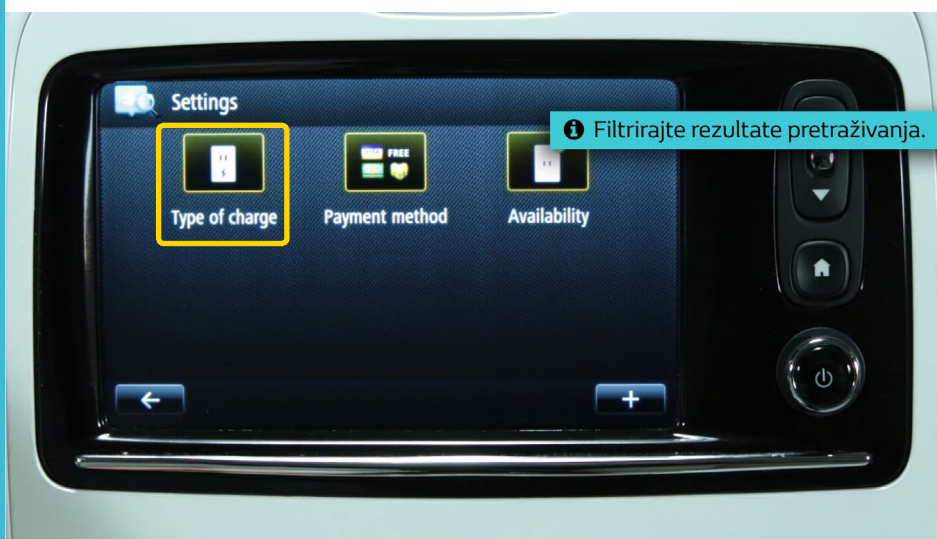 Settings
Filtrirajte rezultate pretraživanja.
FREE
Type of charge
Payment method
Availability